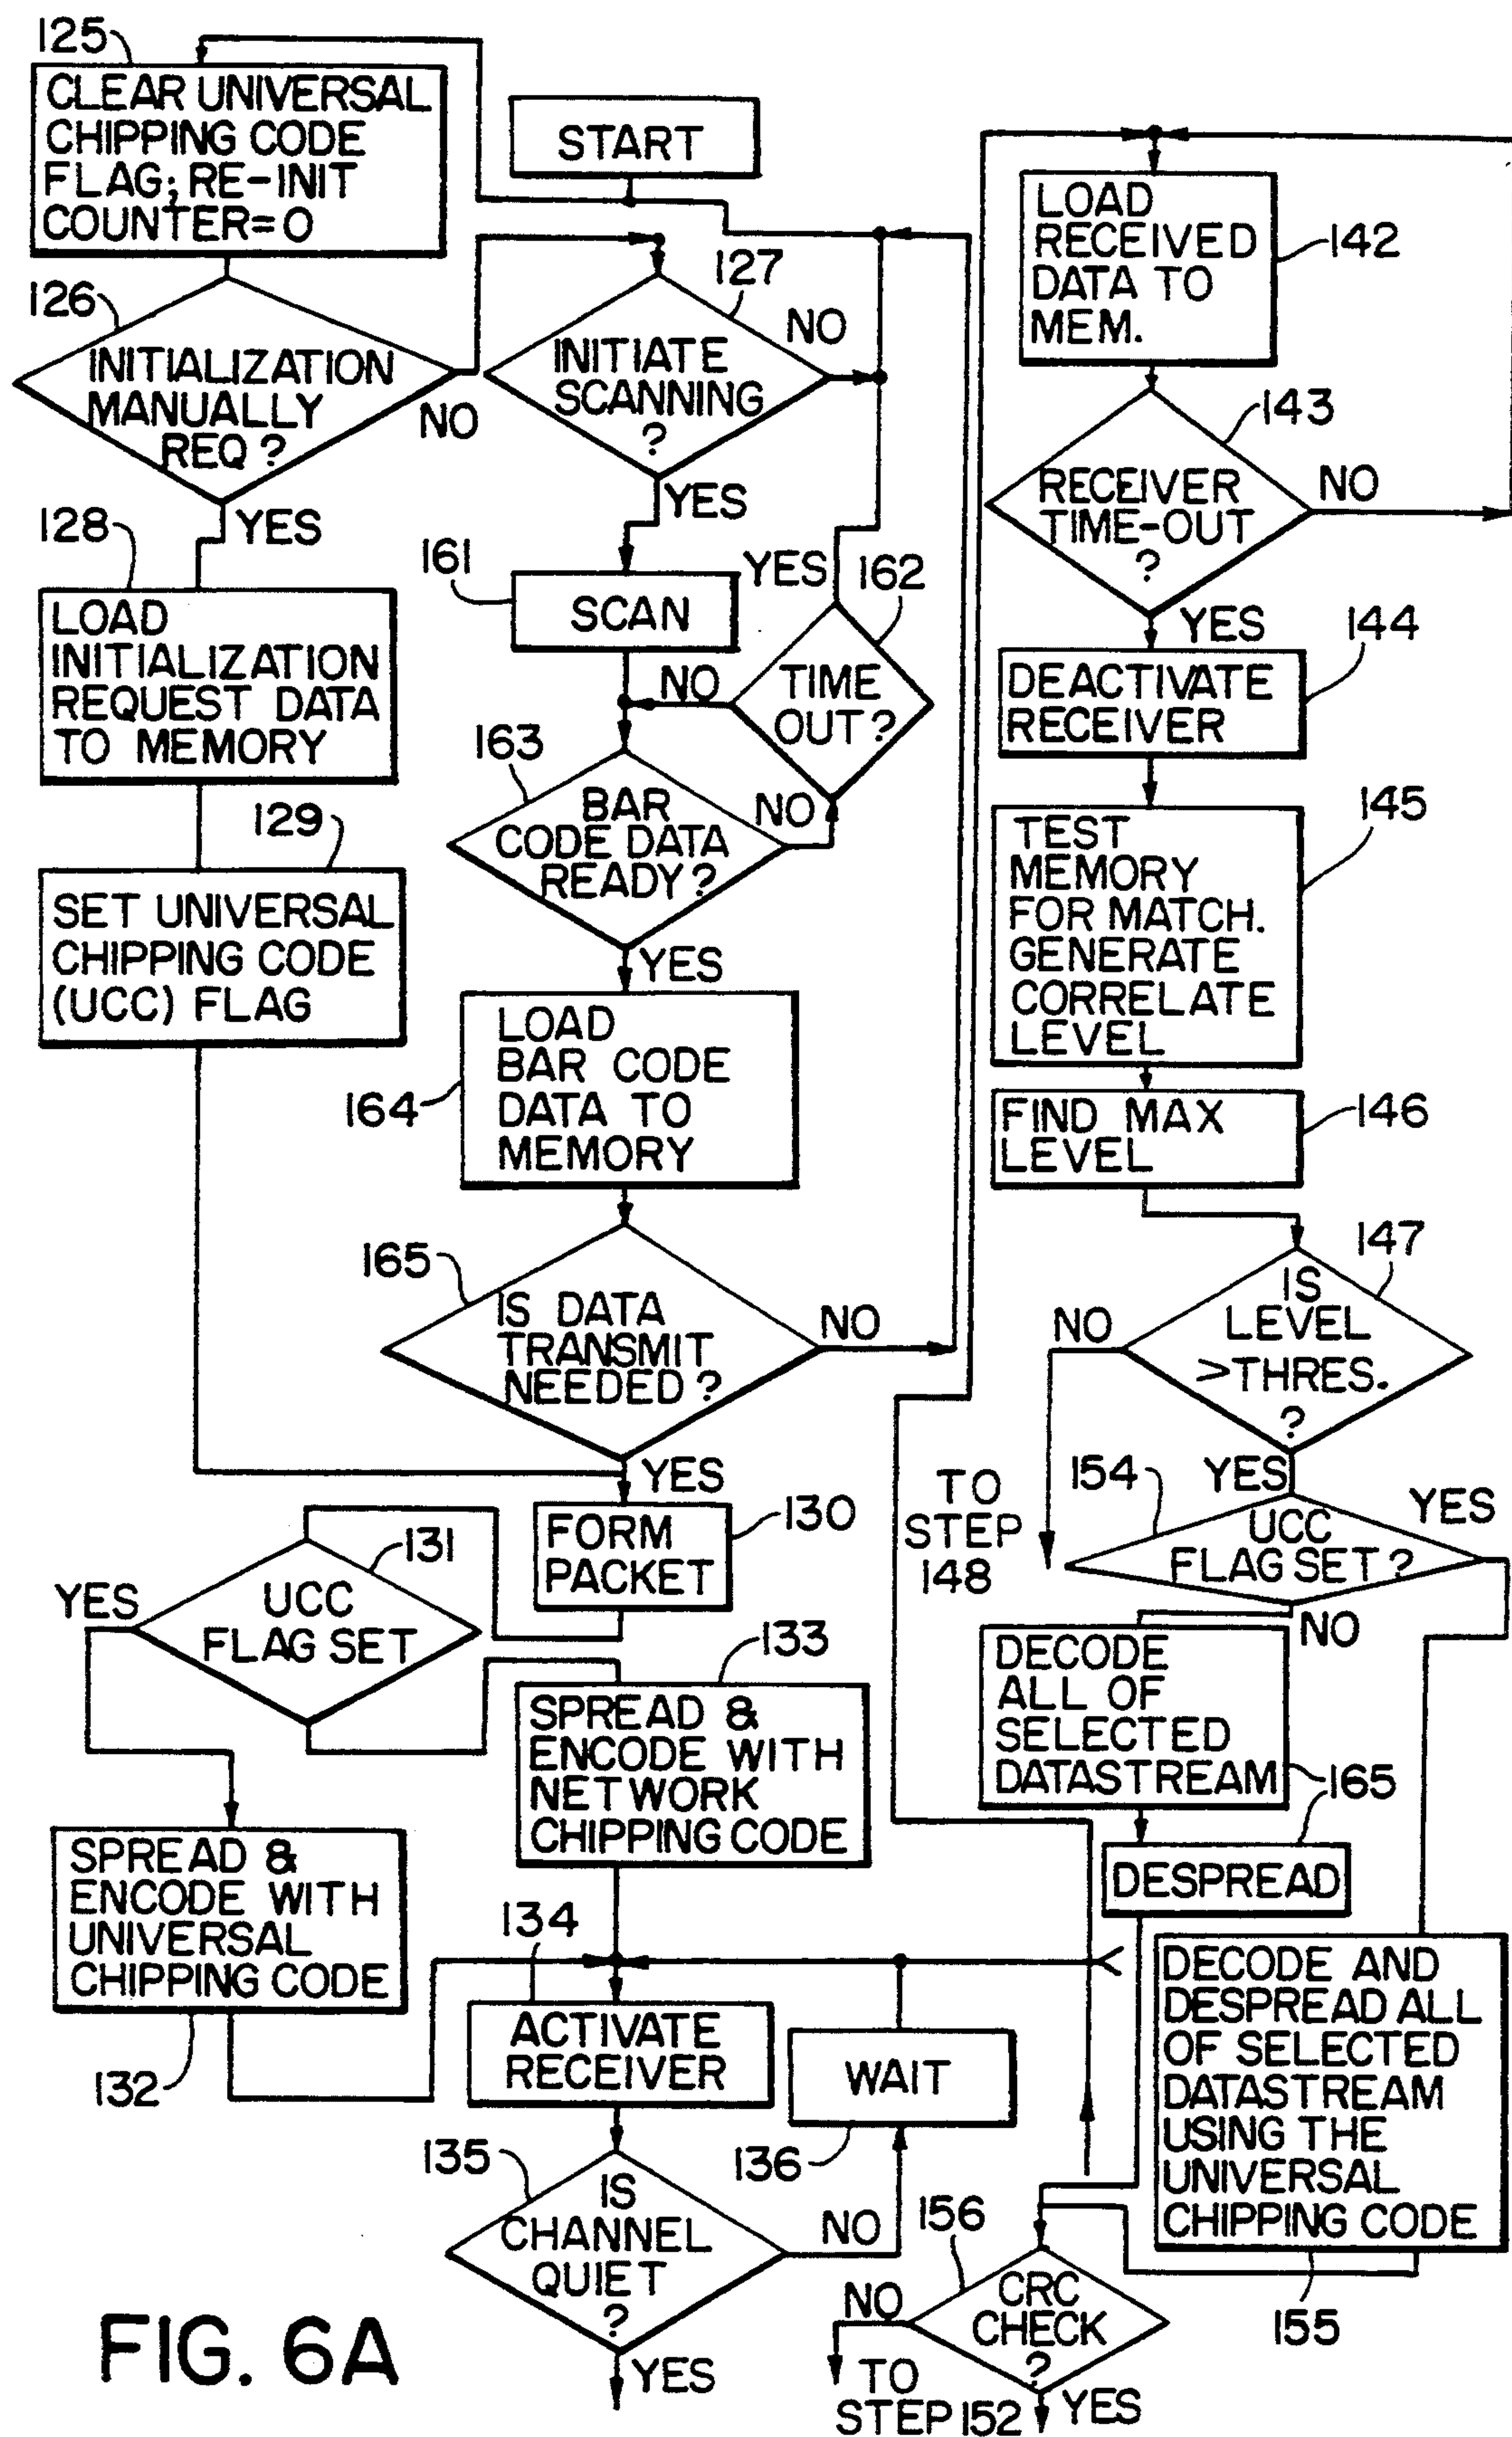 125
CLEAR UNIVERSAL
CHIPPING CODE
FLAG; RE-INIT
COUNTER=0
START
126
INITIALIZATION
MANUALLY
REQ ?
NO
YES
127
INITIATE
SCANNING
?
NO
YES
128
LOAD
INITIALIZATION
REQUEST DATA
TO MEMORY
129
SET UNIVERSAL
CHIPPING CODE
(UCC) FLAG
161
SCAN
YES
162
TIME
OUT ?
NO
163
BAR
CODE DATA
READY ?
NO
YES
164
LOAD
BAR CODE
DATA TO
MEMORY
165
IS DATA
TRANSMIT
NEEDED ?
NO
YES
130
FORM
PACKET
131
UCC
FLAG SET
YES
133
SPREAD &
ENCODE WITH
NETWORK
CHIPPING CODE
SPREAD &
ENCODE WITH
UNIVERSAL
CHIPPING CODE
132
134
ACTIVATE
RECEIVER
WAIT
136
135
IS
CHANNEL
QUIET
?
NO
YES
LOAD
RECEIVED
DATA TO
MEM.
142
143
RECEIVER
TIME-OUT
?
NO
YES
144
DEACTIVATE
RECEIVER
145
TEST
MEMORY
FOR MATCH.
GENERATE
CORRELATE
LEVEL
146
FIND MAX
LEVEL
147
IS
LEVEL
>THRES.
?
NO
TO
STEP
148
YES
154
UCC
FLAG SET ?
YES
NO
DECODE
ALL OF
SELECTED
DATASTREAM
165
DESPREAD
DECODE AND
DESPREAD ALL
OF SELECTED
DATASTREAM
USING THE
UNIVERSAL
CHIPPING CODE
155
156
CRC
CHECK
?
NO
TO
STEP 152
YES
FIG. 6A